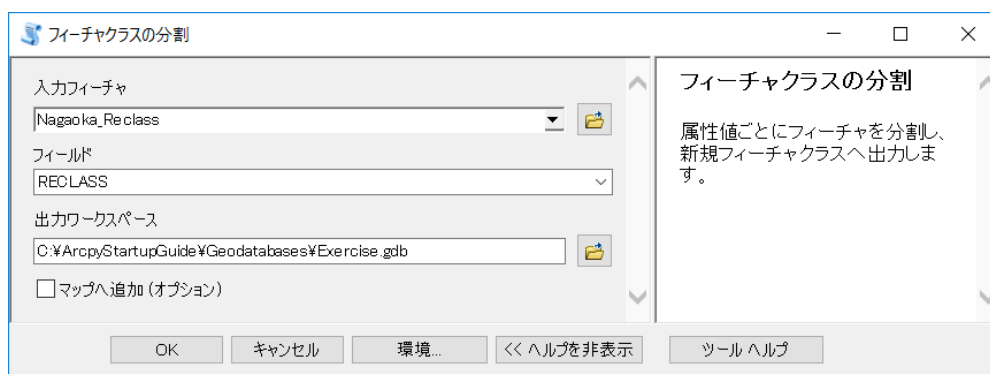 フィーチャクラスの分割
入力フィーチャ
Nagaoka_Reclass
フィールド
RECLASS
出力ワークスペース
C:¥ArcpyStartupGuide¥Geodatabases¥Exercise.gdb
マップへ追加 (オプション)
フィーチャクラスの分割
属性値ごとにフィーチャを分割し、
新規フィーチャクラスへ出力しま
す。
OK
キャンセル
環境...
<< ヘルプを非表示
ツール ヘルプ